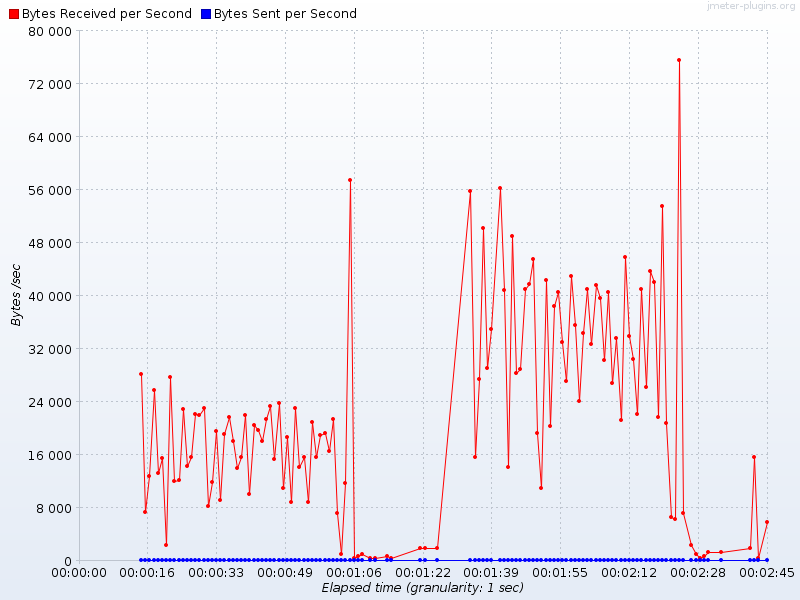 Bytes Received per Second Bytes Sent per Second
jmeter-plugins.org
80 000
72 000
64 000
56 000
48 000
40 000
32 000
24 000
16 000
8 000
0
Bytes /sec
00:00:00 00:00:16 00:00:33 00:00:49 00:01:06 00:01:22 00:01:39 00:01:55 00:02:12 00:02:28 00:02:45
Elapsed time (granularity: 1 sec)